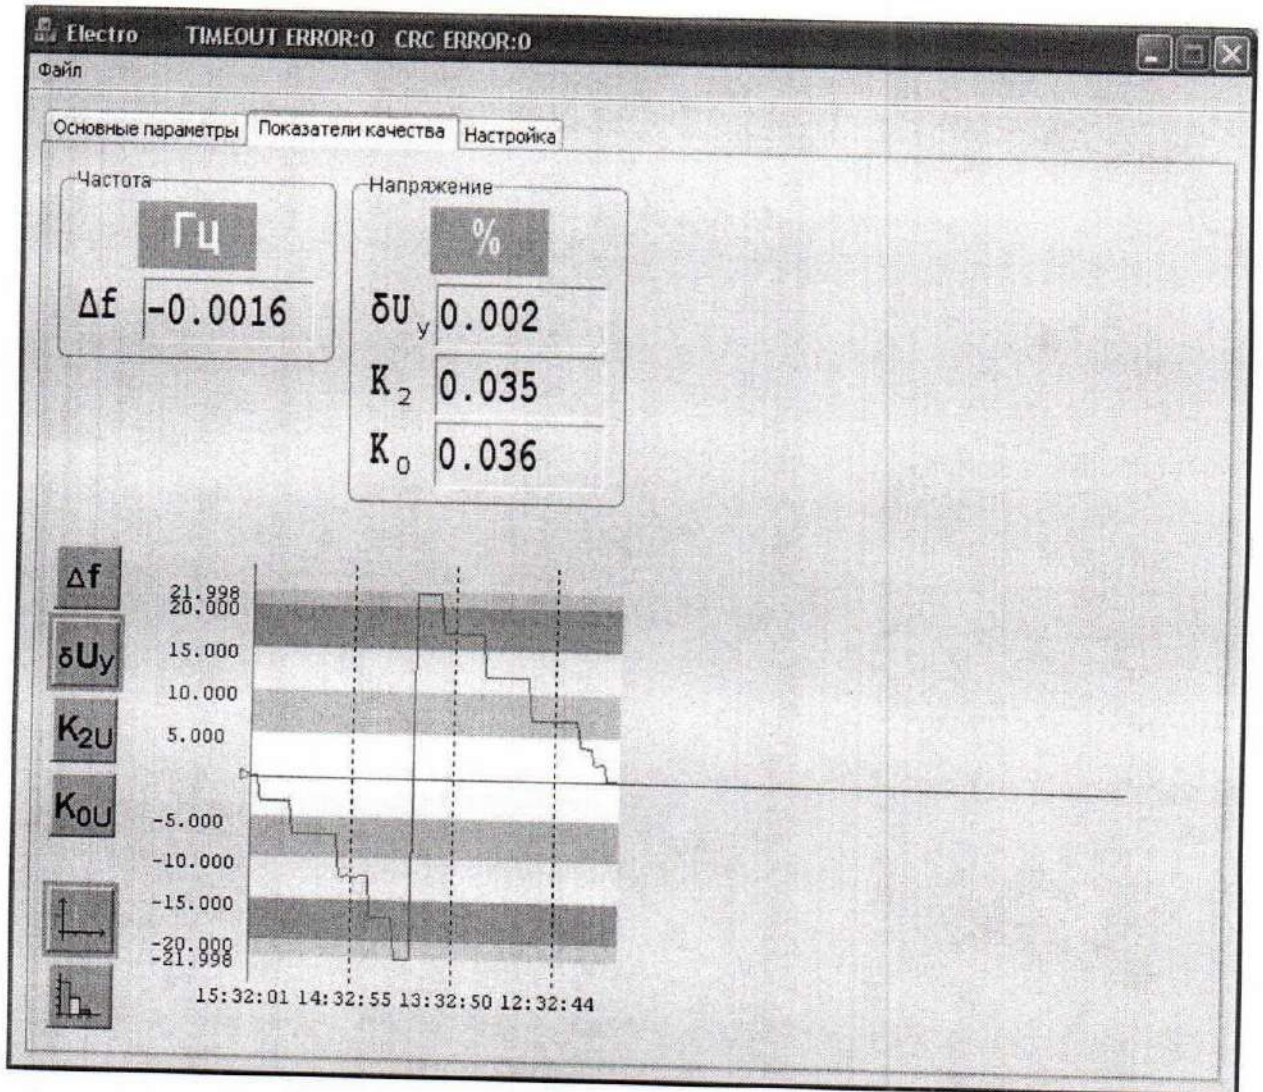 Electro TIMEOUT ERROR:0 CRC ERROR:0
Файл
Основные параметры Показатели качества Настройка
Частота
Гц
Δf -0.0016
Напряжение
%
δUy 0.002
K2 0.035
K0 0.036
Δf
δUy
K2U
K0U
21.998
20.000
15.000
10.000
5.000
-5.000
-10.000
-15.000
-20.000
-21.998
15:32:01 14:32:55 13:32:50 12:32:44